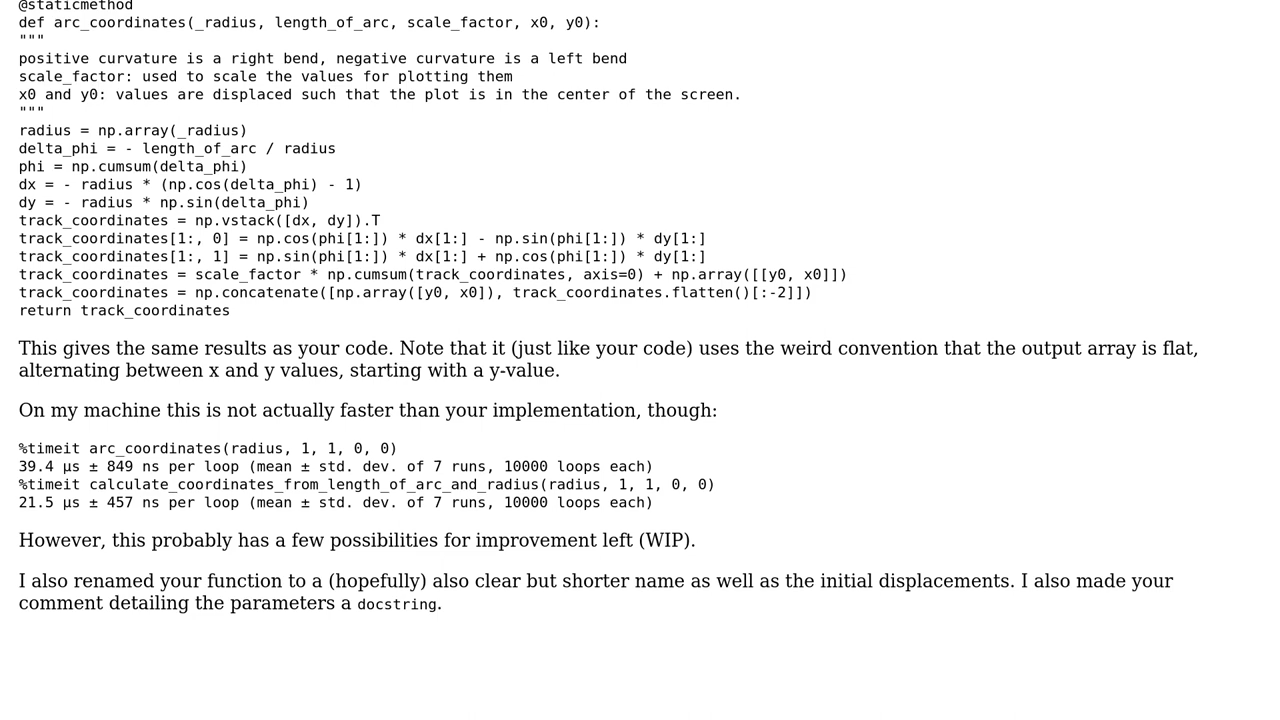 @staticmethod
def arc_coordinates(_radius, length_of_arc, scale_factor, x0, y0):
"""
positive curvature is a right bend, negative curvature is a left bend
scale_factor: used to scale the values for plotting them
x0 and y0: values are displaced such that the plot is in the center of the screen.
"""
radius = np.array(_radius)
delta_phi = - length_of_arc / radius
phi = np.cumsum(delta_phi)
dx = - radius * (np.cos(delta_phi) - 1)
dy = - radius * np.sin(delta_phi)
track_coordinates = np.vstack([dx, dy]).T
track_coordinates[1:, 0] = np.cos(phi[1:]) * dx[1:] - np.sin(phi[1:]) * dy[1:]
track_coordinates[1:, 1] = np.sin(phi[1:]) * dx[1:] + np.cos(phi[1:]) * dy[1:]
track_coordinates = scale_factor * np.cumsum(track_coordinates, axis=0) + np.array([[y0, x0]])
track_coordinates = np.concatenate([np.array([y0, x0]), track_coordinates.flatten()[:-2]])
return track_coordinates
This gives the same results as your code. Note that it (just like your code) uses the weird convention that the output array is flat,
alternating between x and y values, starting with a y-value.
On my machine this is not actually faster than your implementation, though:
%timeit arc_coordinates(radius, 1, 1, 0, 0)
39.4 µs ± 849 ns per loop (mean ± std. dev. of 7 runs, 10000 loops each)
%timeit calculate_coordinates_from_length_of_arc_and_radius(radius, 1, 1, 0, 0)
21.5 µs ± 457 ns per loop (mean ± std. dev. of 7 runs, 10000 loops each)
However, this probably has a few possibilities for improvement left (WIP).
I also renamed your function to a (hopefully) also clear but shorter name as well as the initial displacements. I also made your
comment detailing the parameters a docstring.